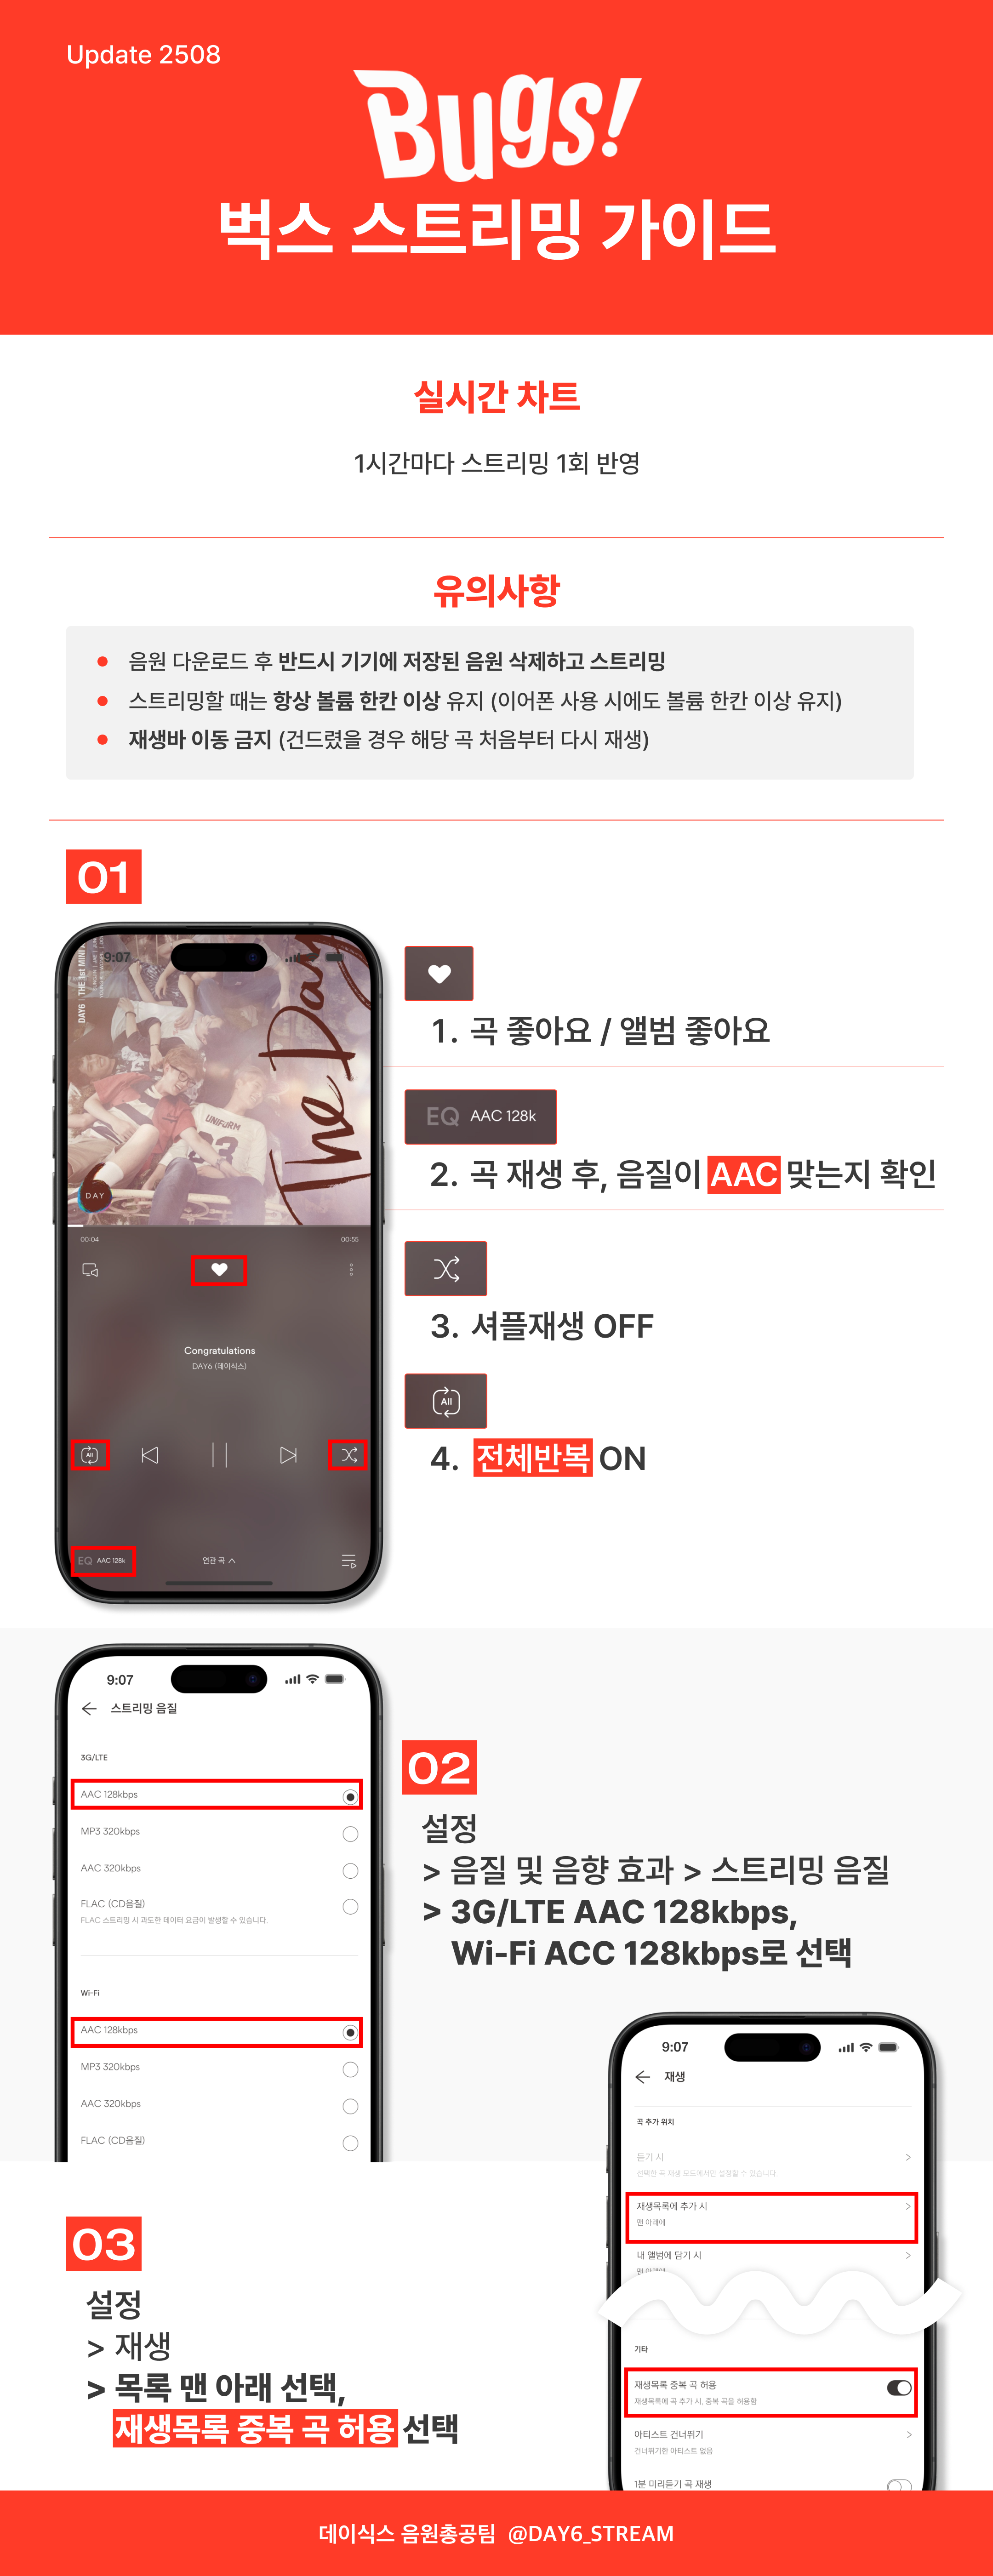 Update 2508
Bugs!
벅스 스트리밍 가이드
실시간 차트
1시간마다 스트리밍 1회 반영
유의사항
음원 다운로드 후 반드시 기기에 저장된 음원 삭제하고 스트리밍
스트리밍할 때는 항상 볼륨 한칸 이상 유지 (이어폰 사용 시에도 볼륨 한칸 이상 유지)
재생바 이동 금지 (건드렸을 경우 해당 곡 처음부터 다시 재생)
01
9:07
DAY6 | THE 1st MINI
The Day
UNIFORM
DAY
00:04
00:55
Congratulations
DAY6 (데이식스)
All
EQ AAC 128k
연관 곡
1. 곡 좋아요 / 앨범 좋아요
EQ AAC 128k
2. 곡 재생 후, 음질이 AAC 맞는지 확인
3. 셔플재생 OFF
All
4. 전체반복 ON
9:07
스트리밍 음질
3G/LTE
AAC 128kbps
MP3 320kbps
AAC 320kbps
FLAC (CD음질)
FLAC 스트리밍 시 과도한 데이터 요금이 발생할 수 있습니다.
Wi-Fi
AAC 128kbps
MP3 320kbps
AAC 320kbps
FLAC (CD음질)
02
설정
> 음질 및 음향 효과 > 스트리밍 음질
> 3G/LTE AAC 128kbps,
Wi-Fi ACC 128kbps로 선택
03
설정
> 재생
> 목록 맨 아래 선택,
재생목록 중복 곡 허용 선택
9:07
재생
곡 추가 위치
듣기 시
선택한 곡 재생 모드에서만 설정할 수 있습니다
재생목록에 추가 시
맨 아래에
내 앨범에 담기 시
맨 아래에
기타
재생목록 중복 곡 허용
재생목록에 곡 추가 시, 중복 곡을 허용함
아티스트 건너뛰기
건너뛰기한 아티스트 없음
1분 미리듣기 곡 재생
데이식스 음원총공팀 @DAY6_STREAM